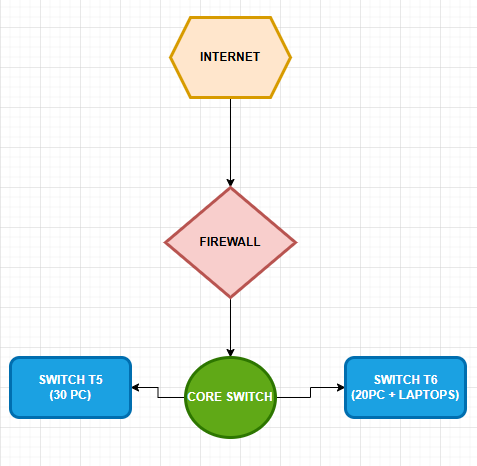 INTERNET
FIREWALL
SWITCH T5
(30 PC)
CORE SWITCH
SWITCH T6
(20PC + LAPTOPS)